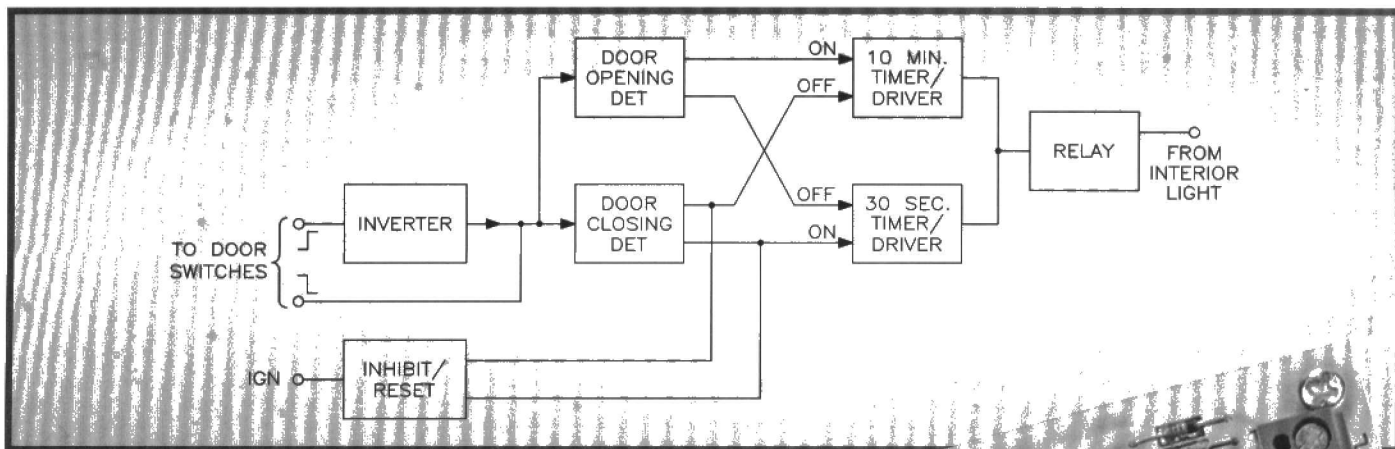 DOOR
OPENING
DET
ON
OFF
10 MIN.
TIMER/
DRIVER
RELAY
FROM
INTERIOR
LIGHT
TO DOOR
SWITCHES
INVERTER
DOOR
CLOSING
DET
OFF
ON
30 SEC.
TIMER/
DRIVER
IGN
INHIBIT/
RESET